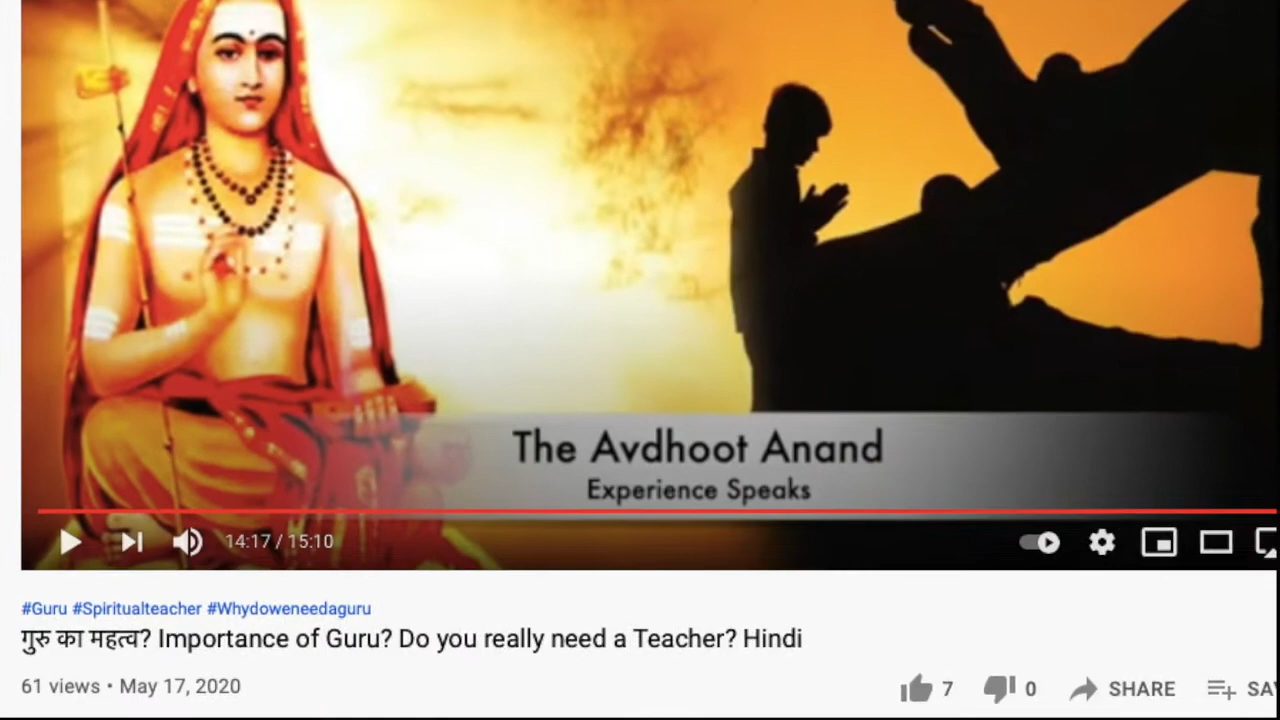 The Avdhoot Anand
Experience Speaks
14:17 / 15:10
#Guru #Spiritualteacher #Whydoweneedaguru
गुरु का महत्व? Importance of Guru? Do you really need a Teacher? Hindi
61 views • May 17, 2020
7 0 SHARE SA